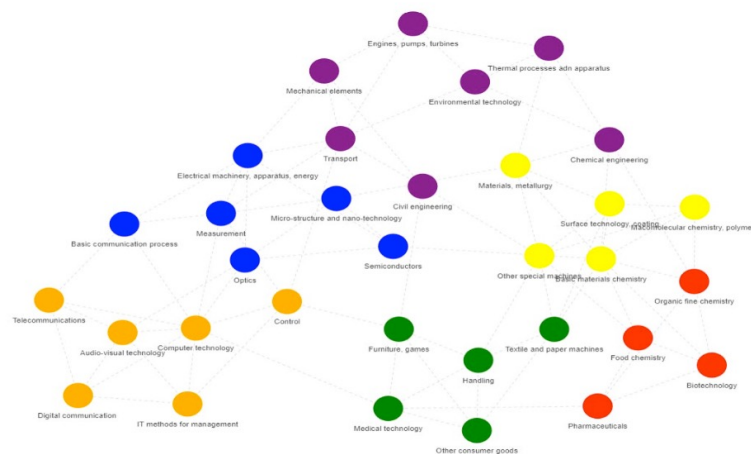 Engines, pumps, turbines
Thermal processes adn apparatus
Mechanical elements
Environmental technology
Transport
Chemical engineering
Electrical machinery, apparatus, energy
Materials, metallurgy
Civil engineering
Micro-structure and nano-technology
Surface technology, coating
Macomolecular chemistry, polyme
Measurement
Basic communication process
Semiconductors
Other special machines
Basic materials chemistry
Optics
Organic fine chemistry
Telecommunications
Control
Audio-visual technology
Computer technology
Furniture, games
Textile and paper machines
Food chemistry
Handling
Biotechnology
Digital communication
IT methods for management
Medical technology
Pharmaceuticals
Other consumer goods